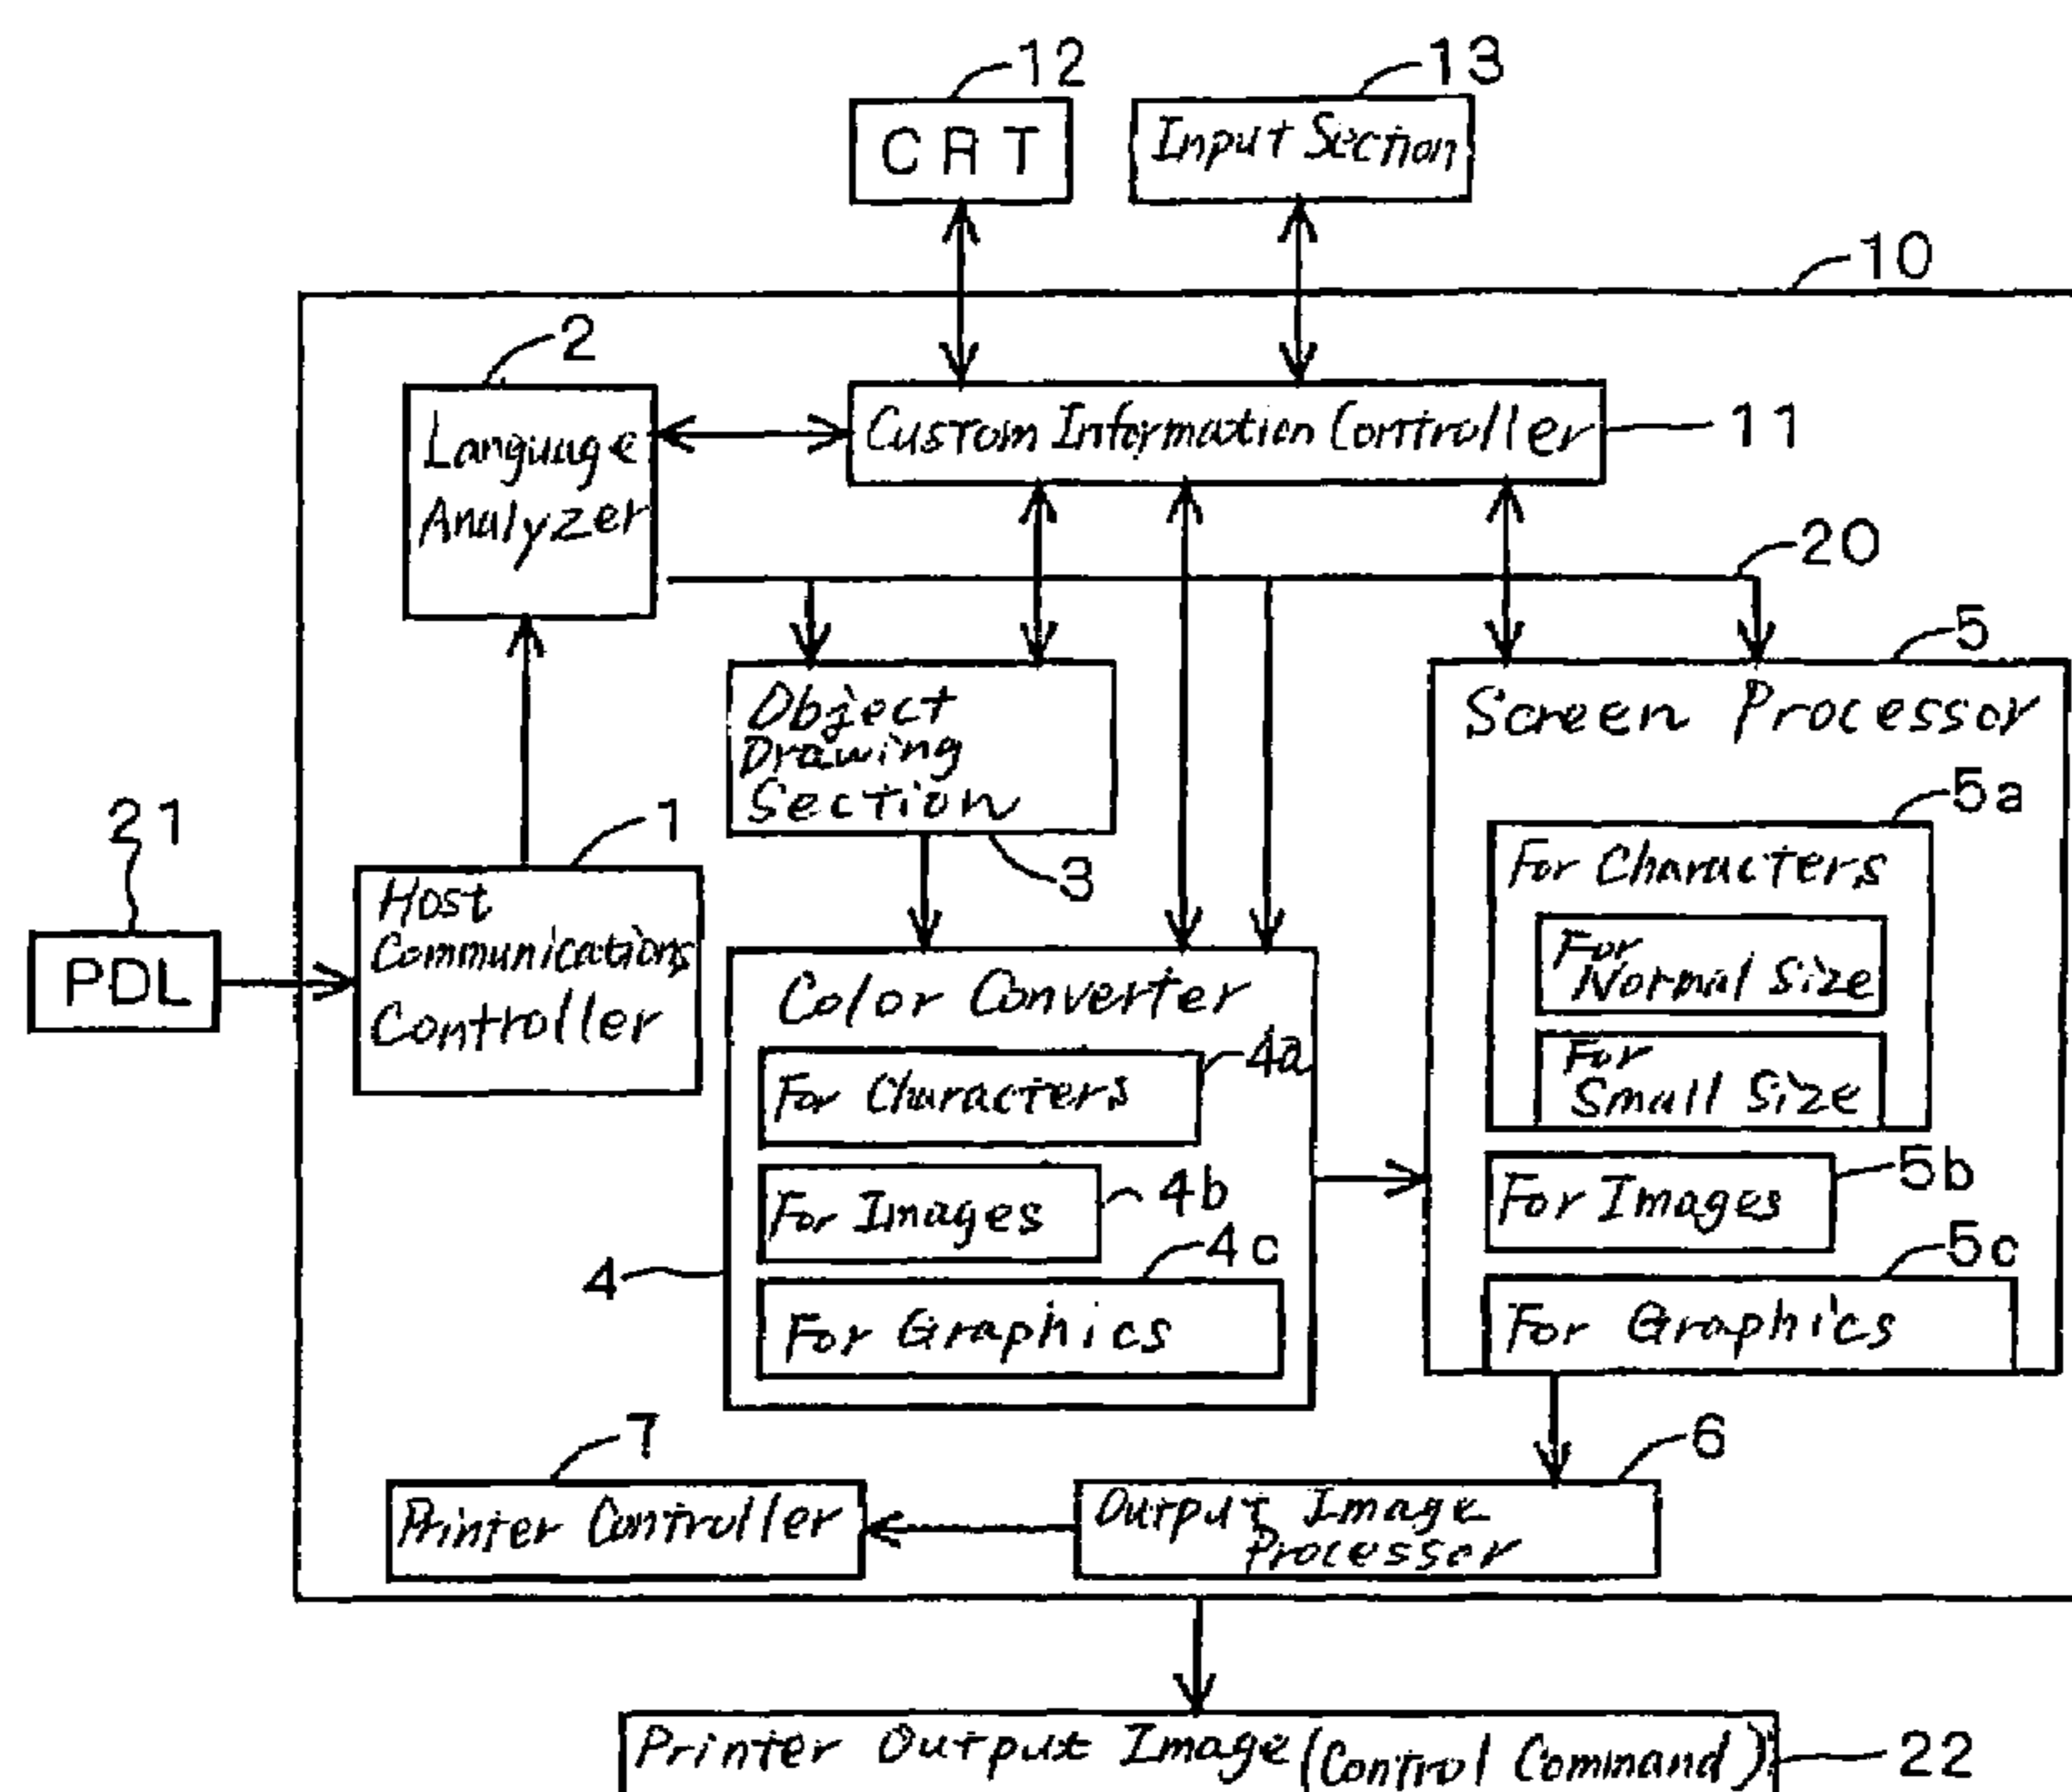 12
13
CRT
Input Section
10
2
Language
Analyzer
Custom Information Controller
11
20
5
Object
Drawing
Section
Screen Processor
21
1
3
5a
For Characters
Host
Communications
Controller
PDL
For
Normal Size
Color Converter
For
Small Size
4a
For Characters
4b
For Images
5b
For Images
4
4c
For Graphics
5c
For Graphics
7
6
Printer Controller
Output Image
Processor
Printer Output Image (Control Command)
22